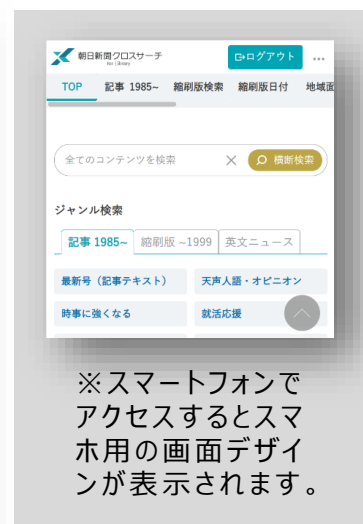 朝日新聞クロスサーチ
for Library
ログアウト
...
TOP 記事 1985~ 縮刷版検索 縮刷版日付 地域面
全てのコンテンツを検索 × 横断検索
ジャンル検索
記事 1985~ 縮刷版 ~1999 英文ニュース
最新号（記事テキスト） 天声人語・オピニオン
時事に強くなる 就活応援
※スマートフォンで
アクセスするとスマ
ホ用の画面デザイ
ンが表示されます。